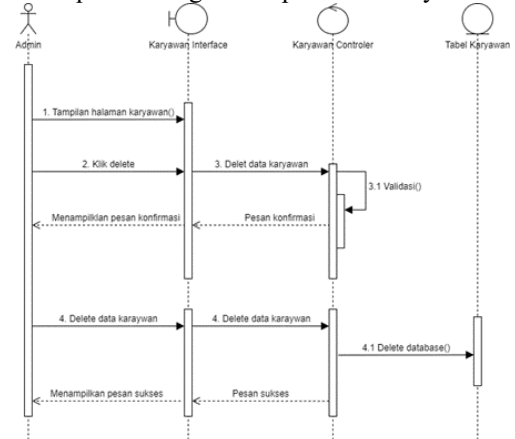 Admin
Karyawan Interface
Karyawan Controler
Tabel Karyawan
1. Tampilan halaman karyawan()
2. Klik delete
3. Delet data karyawan
3.1 Validasi()
Menampilklan pesan konfirmasi
Pesan konfirmasi
4. Delete data karaywan
4. Delete data karyawan
4.1 Delete database()
Menampilkan pesan sukses
Pesan sukses